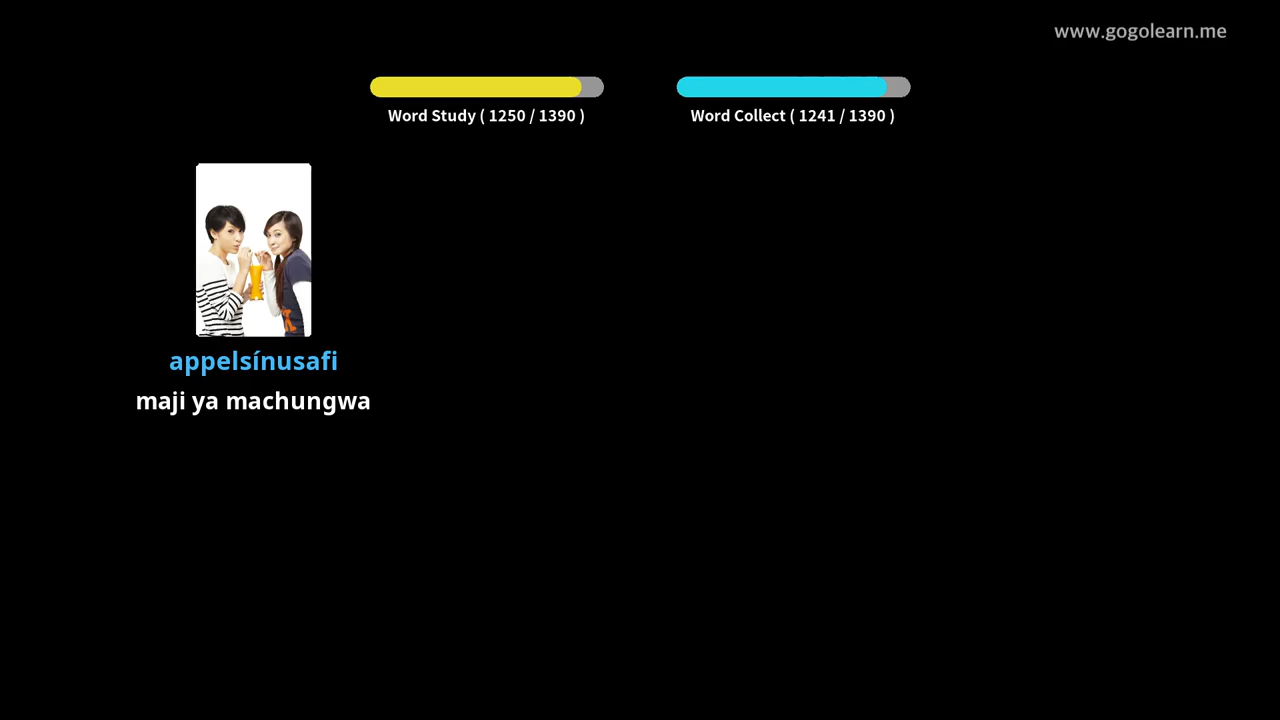 www.gogolearn.me
Word Study ( 1250 / 1390 )
Word Collect ( 1241 / 1390 )
appelsínusafi
maji ya machungwa